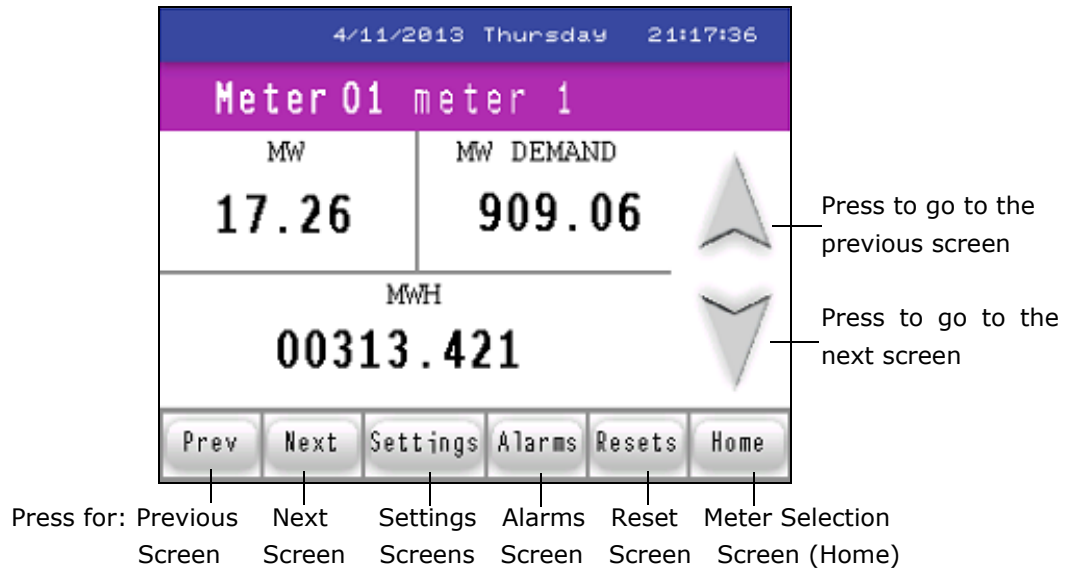 4/11/2013 Thursday 21:17:36
Meter 01 meter 1
MW
MW DEMAND
17.26
909.06
Press to go to the
previous screen
MWH
00313.421
Press to go to the
next screen
Prev Next Settings Alarms Resets Home
Press for: Previous Next Settings Alarms Reset Meter Selection
Screen Screen Screens Screen Screen Screen (Home)